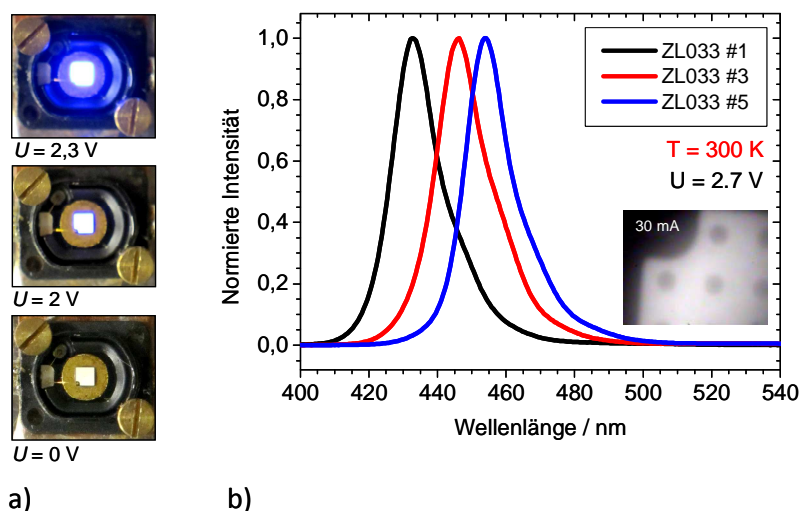 U = 2,3 V
U = 2 V
U = 0 V
a)
Normierte Intensität
1,0
0,8
0,6
0,4
0,2
0,0
400 420 440 460 480 500 520 540
Wellenlänge / nm
ZL033 #1
ZL033 #3
ZL033 #5
T = 300 K
U = 2.7 V
30 mA
b)